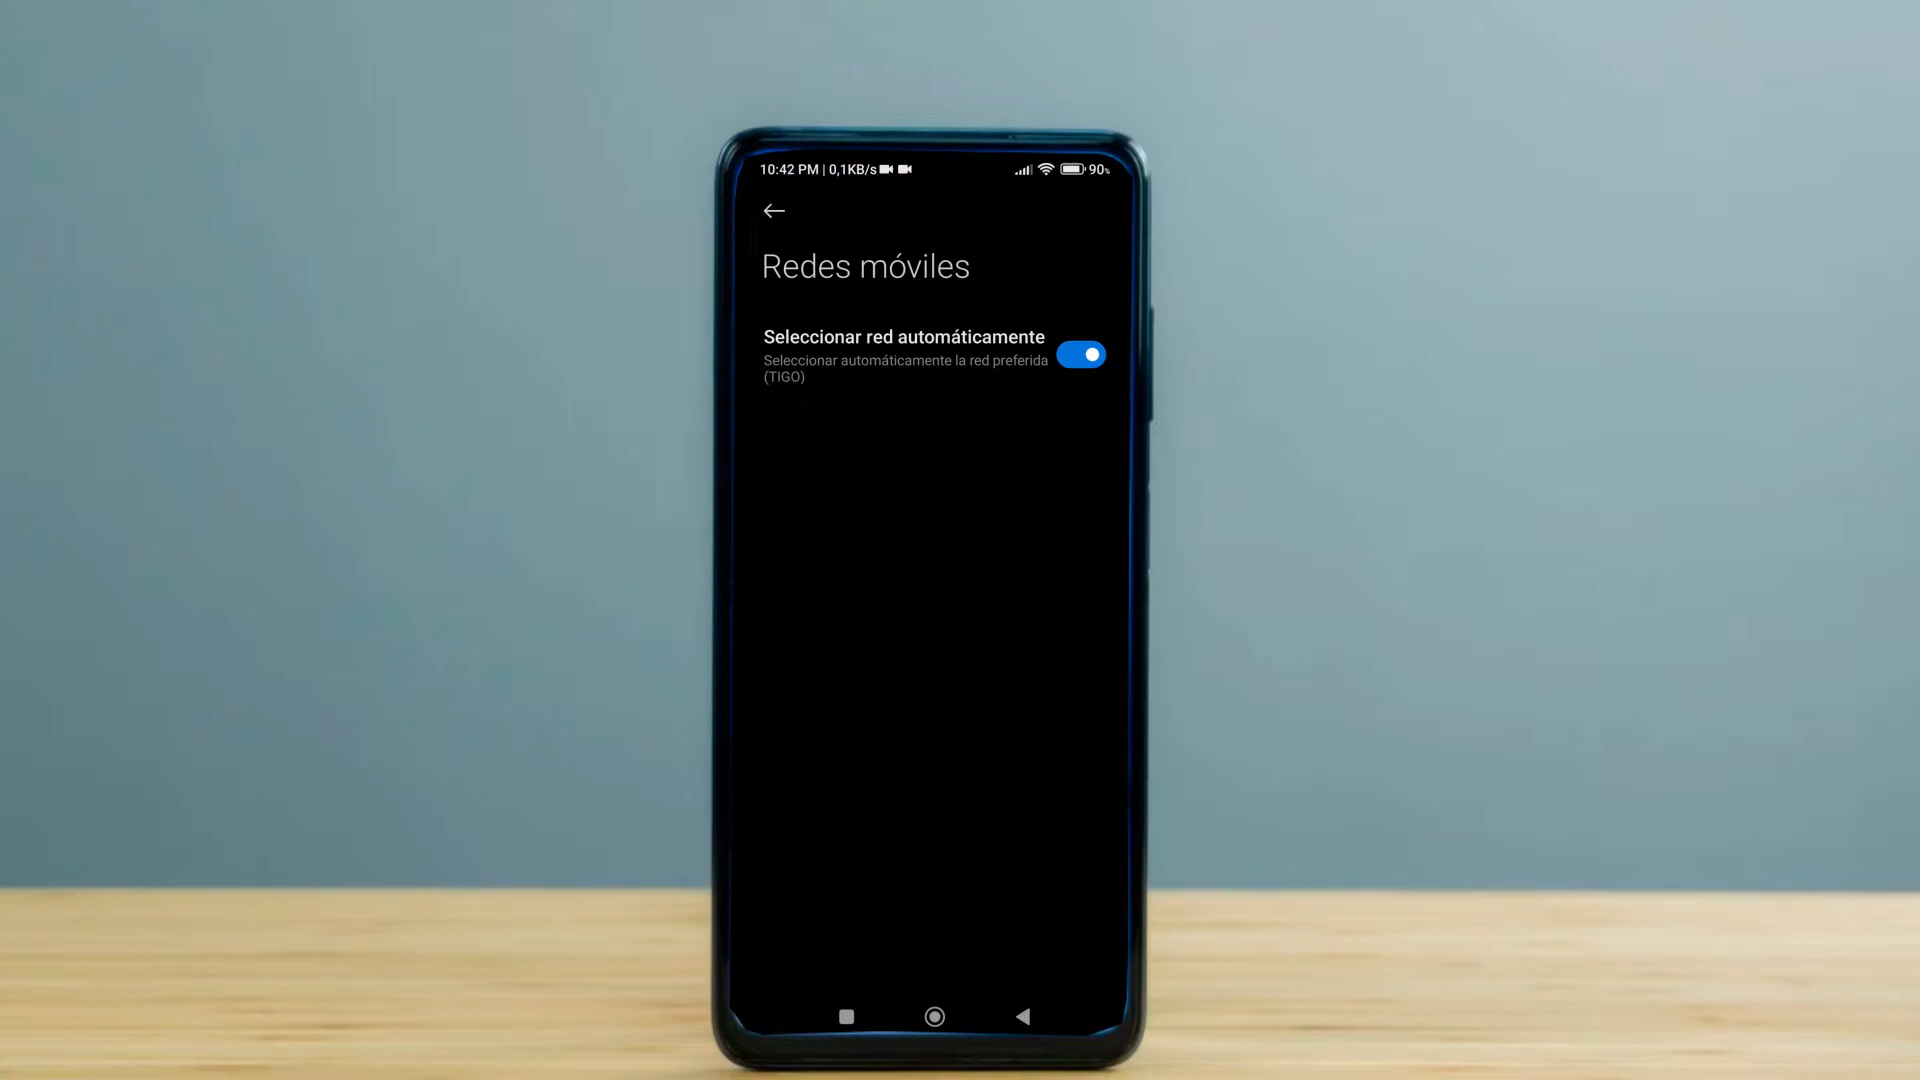 10:42 PM | 0,1KB/s 90%
Redes móviles
Seleccionar red automáticamente
Seleccionar automáticamente la red preferida
(TIGO)